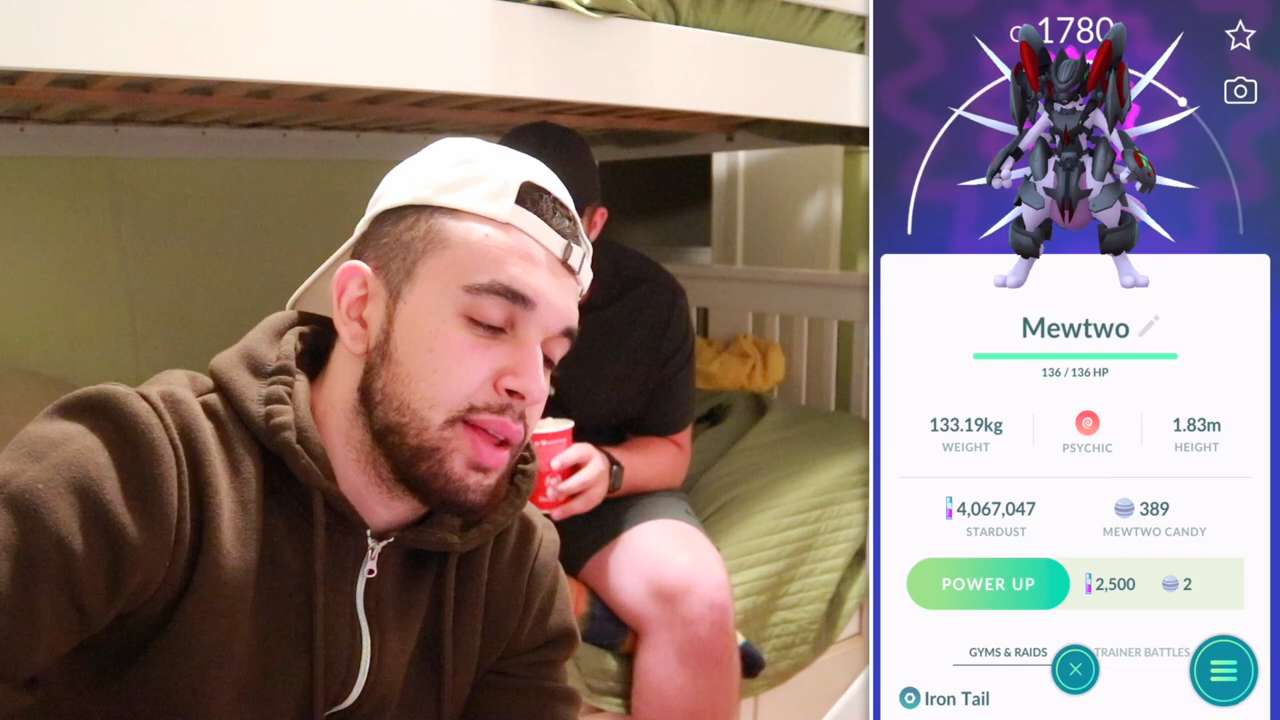 CP 1780
Mewtwo
136 / 136 HP
133.19kg
WEIGHT
PSYCHIC
1.83m
HEIGHT
4,067,047
STARDUST
389
MEWTWO CANDY
POWER UP
2,500
2
GYMS & RAIDS
TRAINER BATTLES
Iron Tail